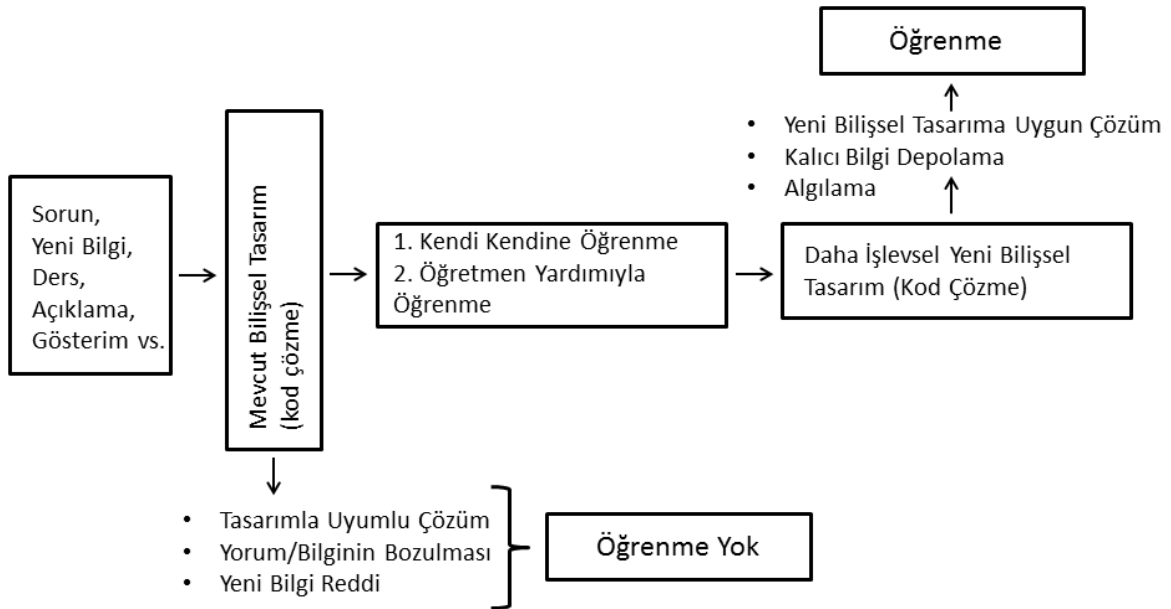 Öğrenme
• Yeni Bilişsel Tasarıma Uygun Çözüm
• Kalıcı Bilgi Depolama
• Algılama
Sorun,
Yeni Bilgi,
Ders,
Açıklama,
Gösterim vs.
Mevcut Bilişsel Tasarım
(kod çözme)
1. Kendi Kendine Öğrenme
2. Öğretmen Yardımıyla
Öğrenme
Daha İşlevsel Yeni Bilişsel
Tasarım (Kod Çözme)
• Tasarımla Uyumlu Çözüm
• Yorum/Bilginin Bozulması
• Yeni Bilgi Reddi
Öğrenme Yok